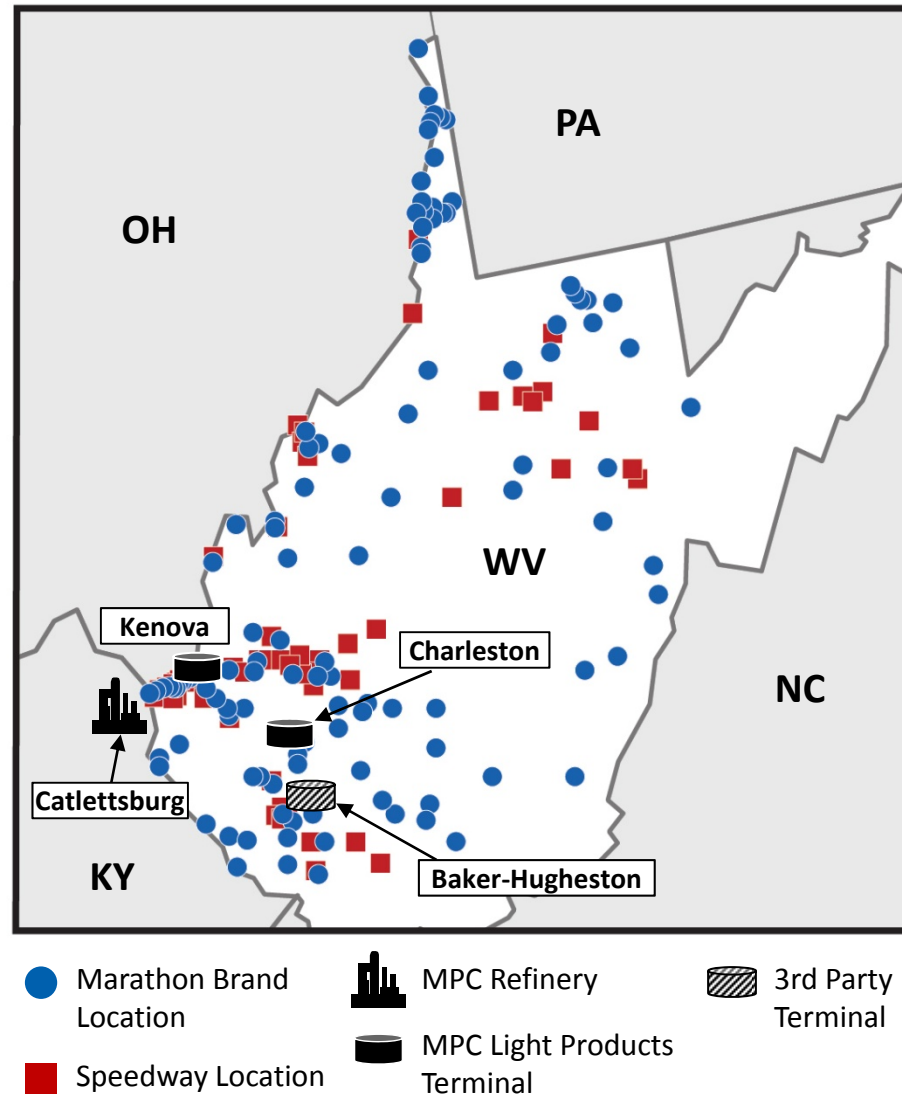 PA
OH
WV
Kenova
Charleston
NC
Catlettsburg
KY
Baker-Hugheston
Marathon Brand
Location
MPC Refinery
3rd Party
Terminal
Speedway Location
MPC Light Products
Terminal